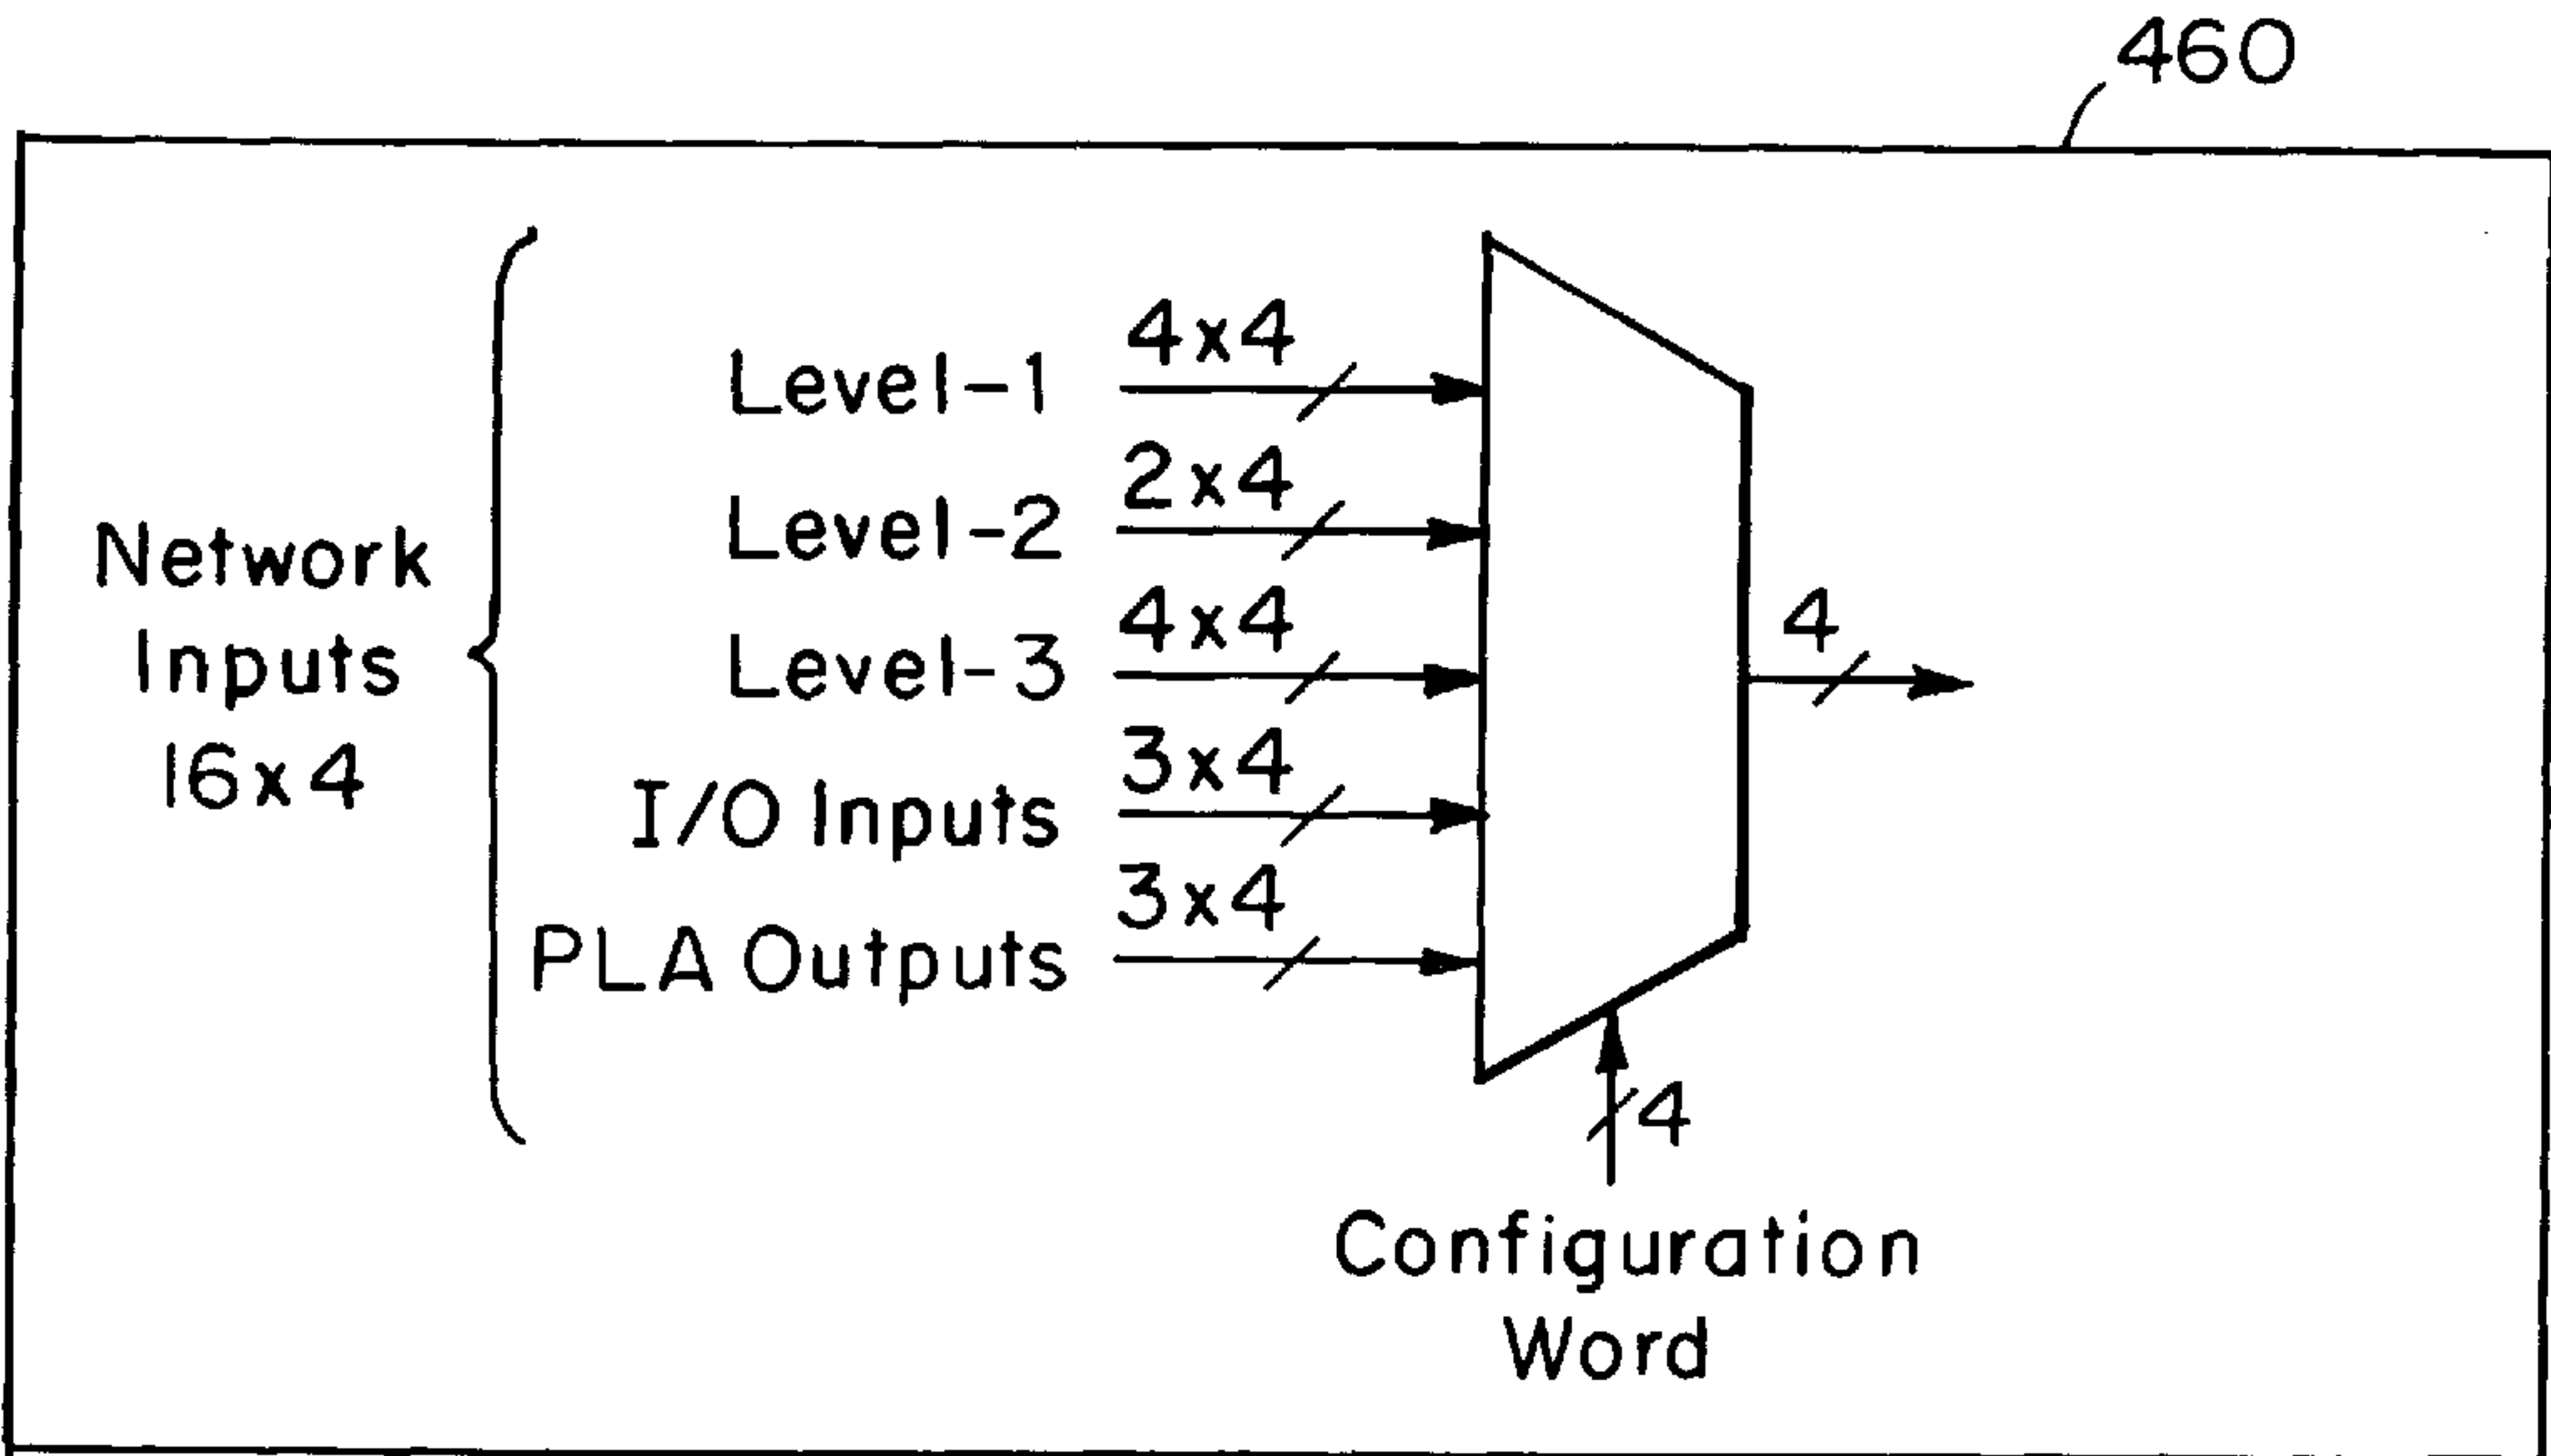 460
Network
Inputs
16x4
Level-1 4x4
Level-2 2x4
Level-3 4x4
I/O Inputs 3x4
PLA Outputs 3x4
4
4
Configuration
Word